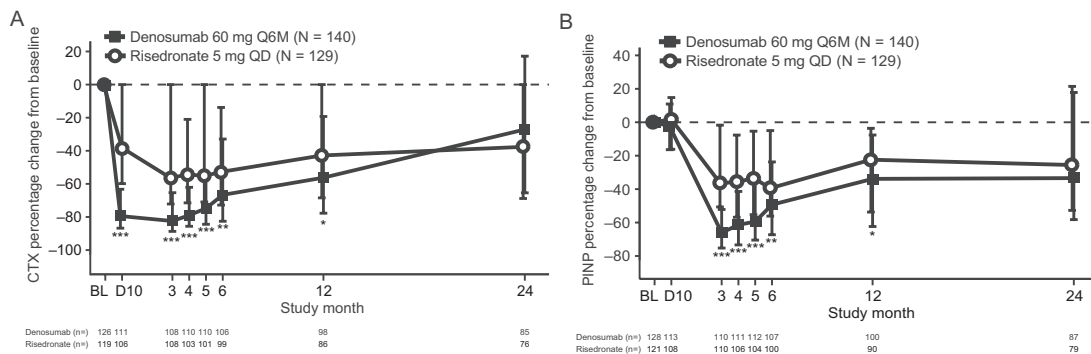 A
Denosumab 60 mg Q6M (N = 140)
Risedronate 5 mg QD (N = 129)
CTX percentage change from baseline
20
0
−20
−40
−60
−80
−100
***
***
***
***
**
*
BL D10 3 4 5 6 12 24
Study month
Denosumab (n=) 126 111 108 110 110 106 98 85
Risedronate (n=) 119 106 108 103 101 99 86 76
B
Denosumab 60 mg Q6M (N = 140)
Risedronate 5 mg QD (N = 129)
PINP percentage change from baseline
40
20
0
−20
−40
−60
−80
***
***
***
**
*
BL D10 3 4 5 6 12 24
Study month
Denosumab (n=) 128 113 110 111 112 107 100 87
Risedronate (n=) 121 108 110 106 104 100 90 79